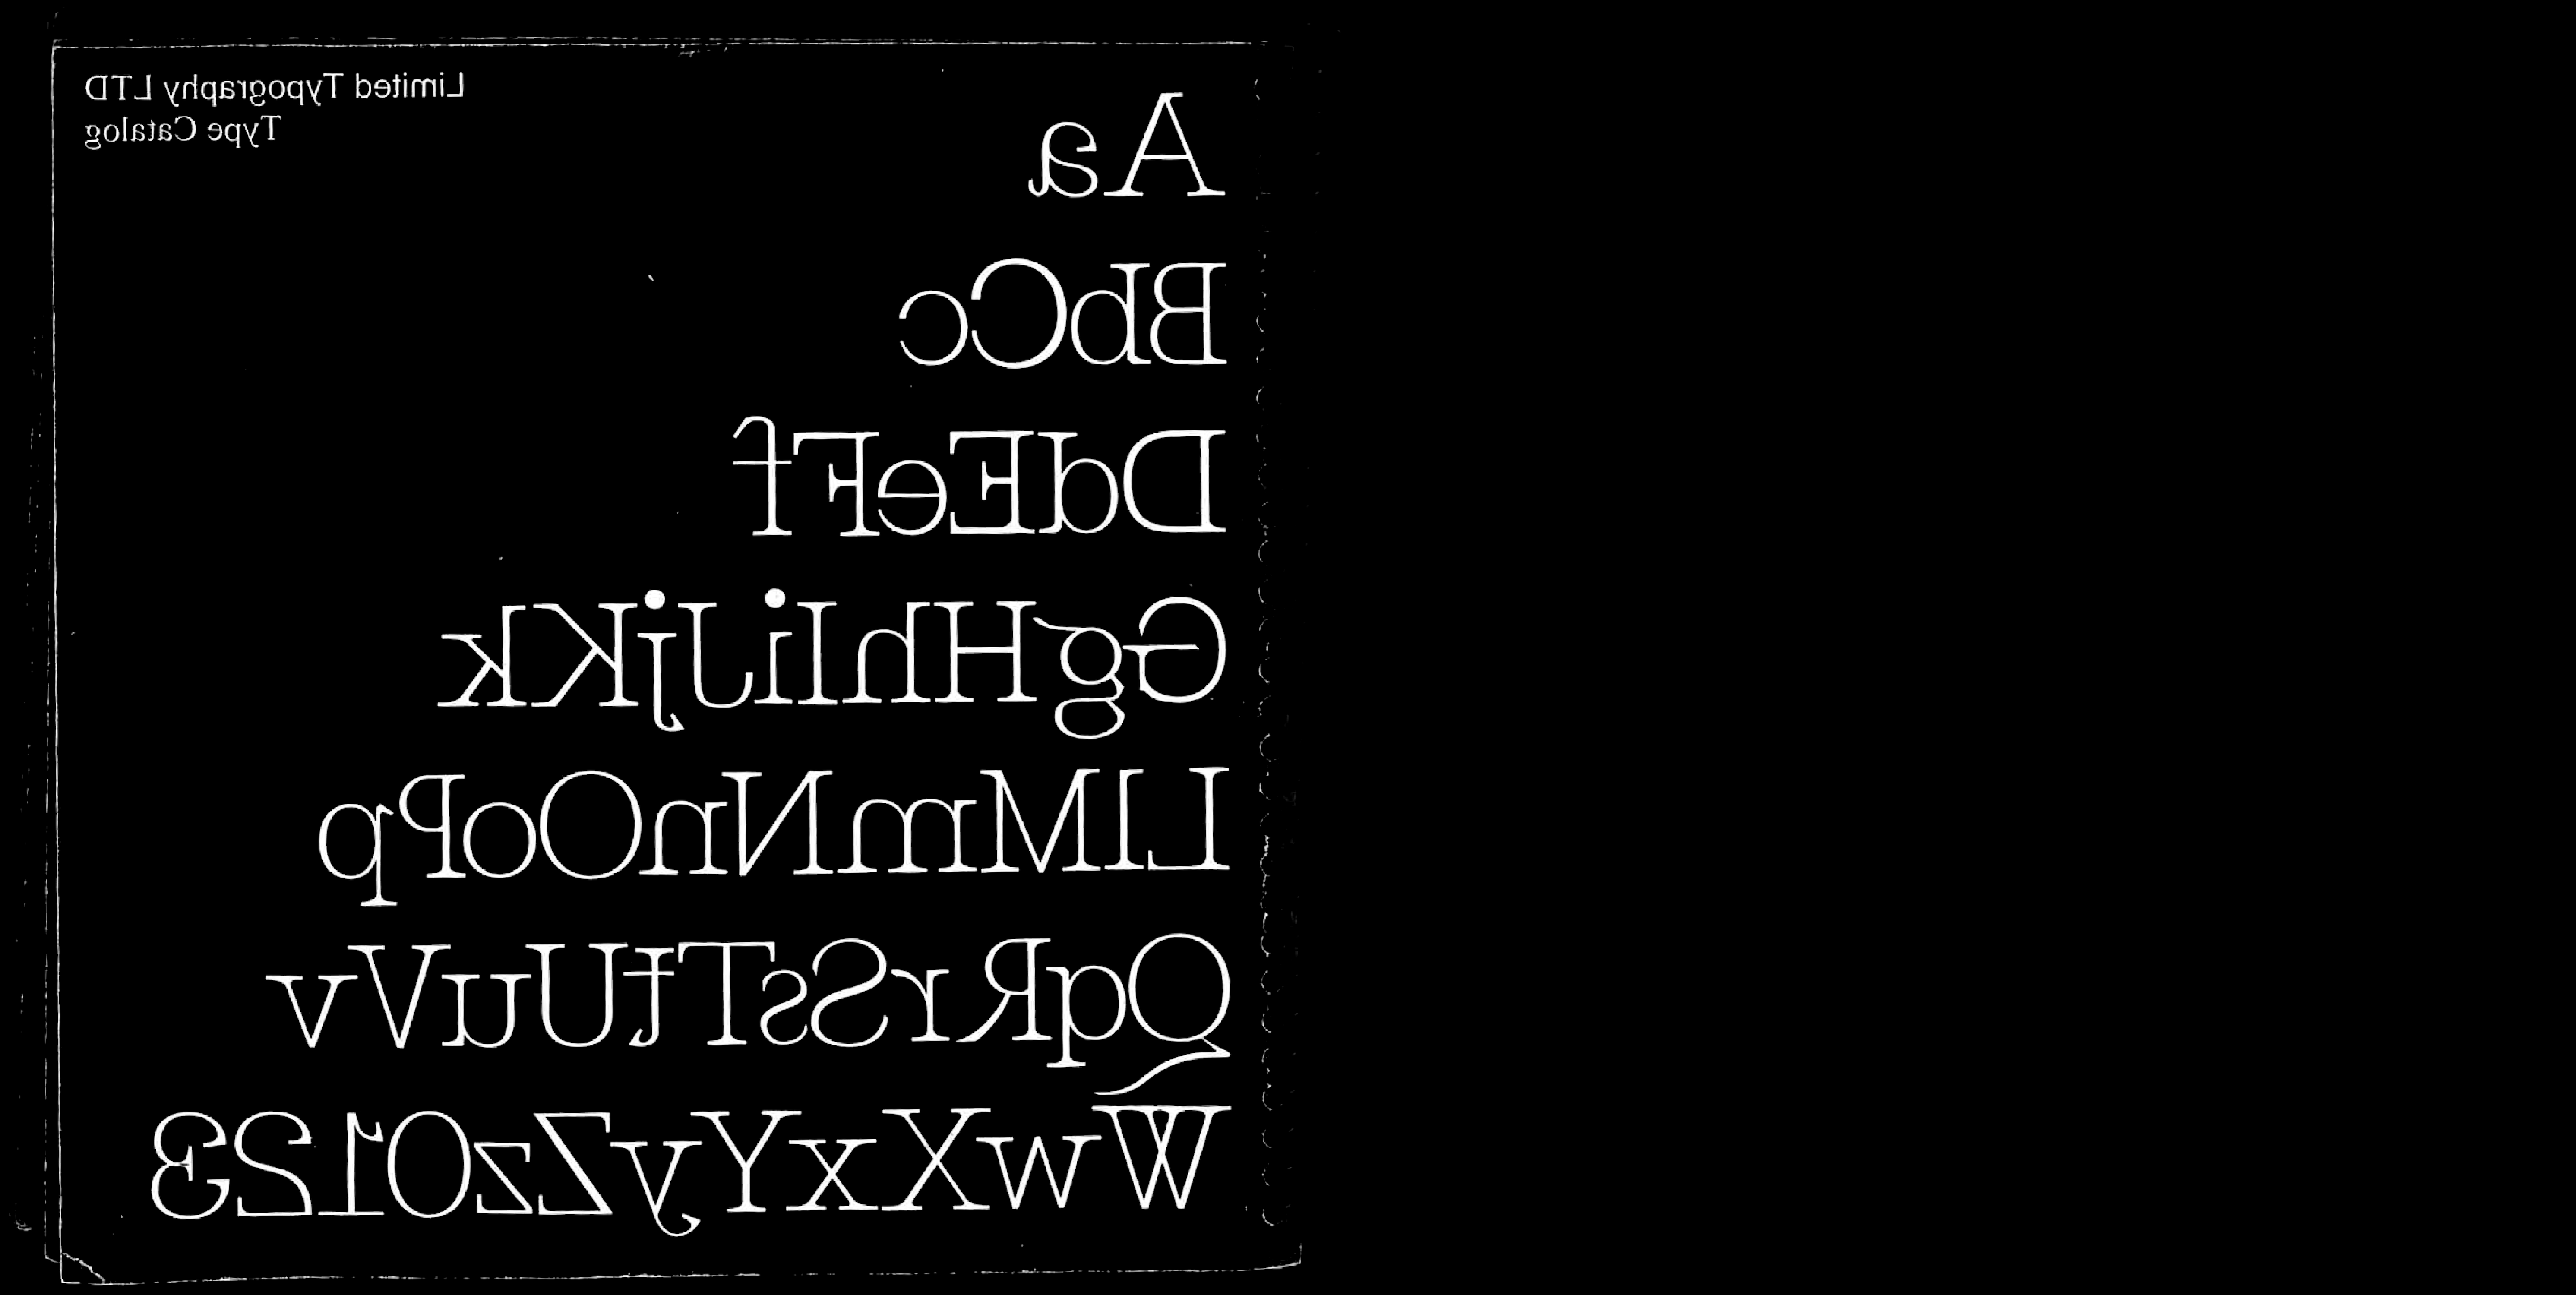 Limited Typography LTD
Type Catalog
Aa
BbCc
DdEeFf
GgHhIiJjKk
LlMmNnOoPp
QqRrSsTtUuVv
WwXxYyZz0123